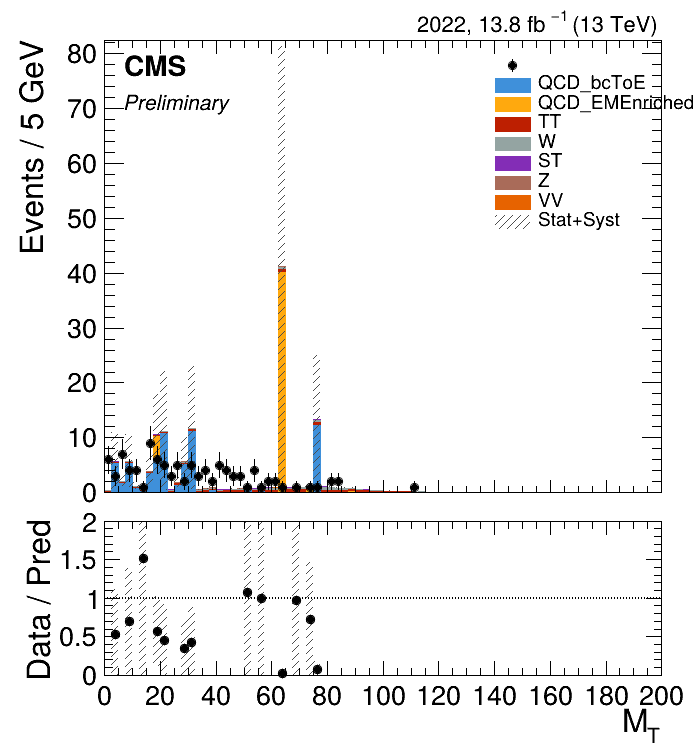 2022, 13.8 fb⁻¹ (13 TeV)
CMS
Preliminary
Events / 5 GeV
80
70
60
50
40
30
20
10
0
QCD_bcToE
QCD_EMEnriched
TT
W
ST
Z
VV
Stat+Syst
Data / Pred
2
1.5
1
0.5
0
0 20 40 60 80 100 120 140 160 180 200
M_T